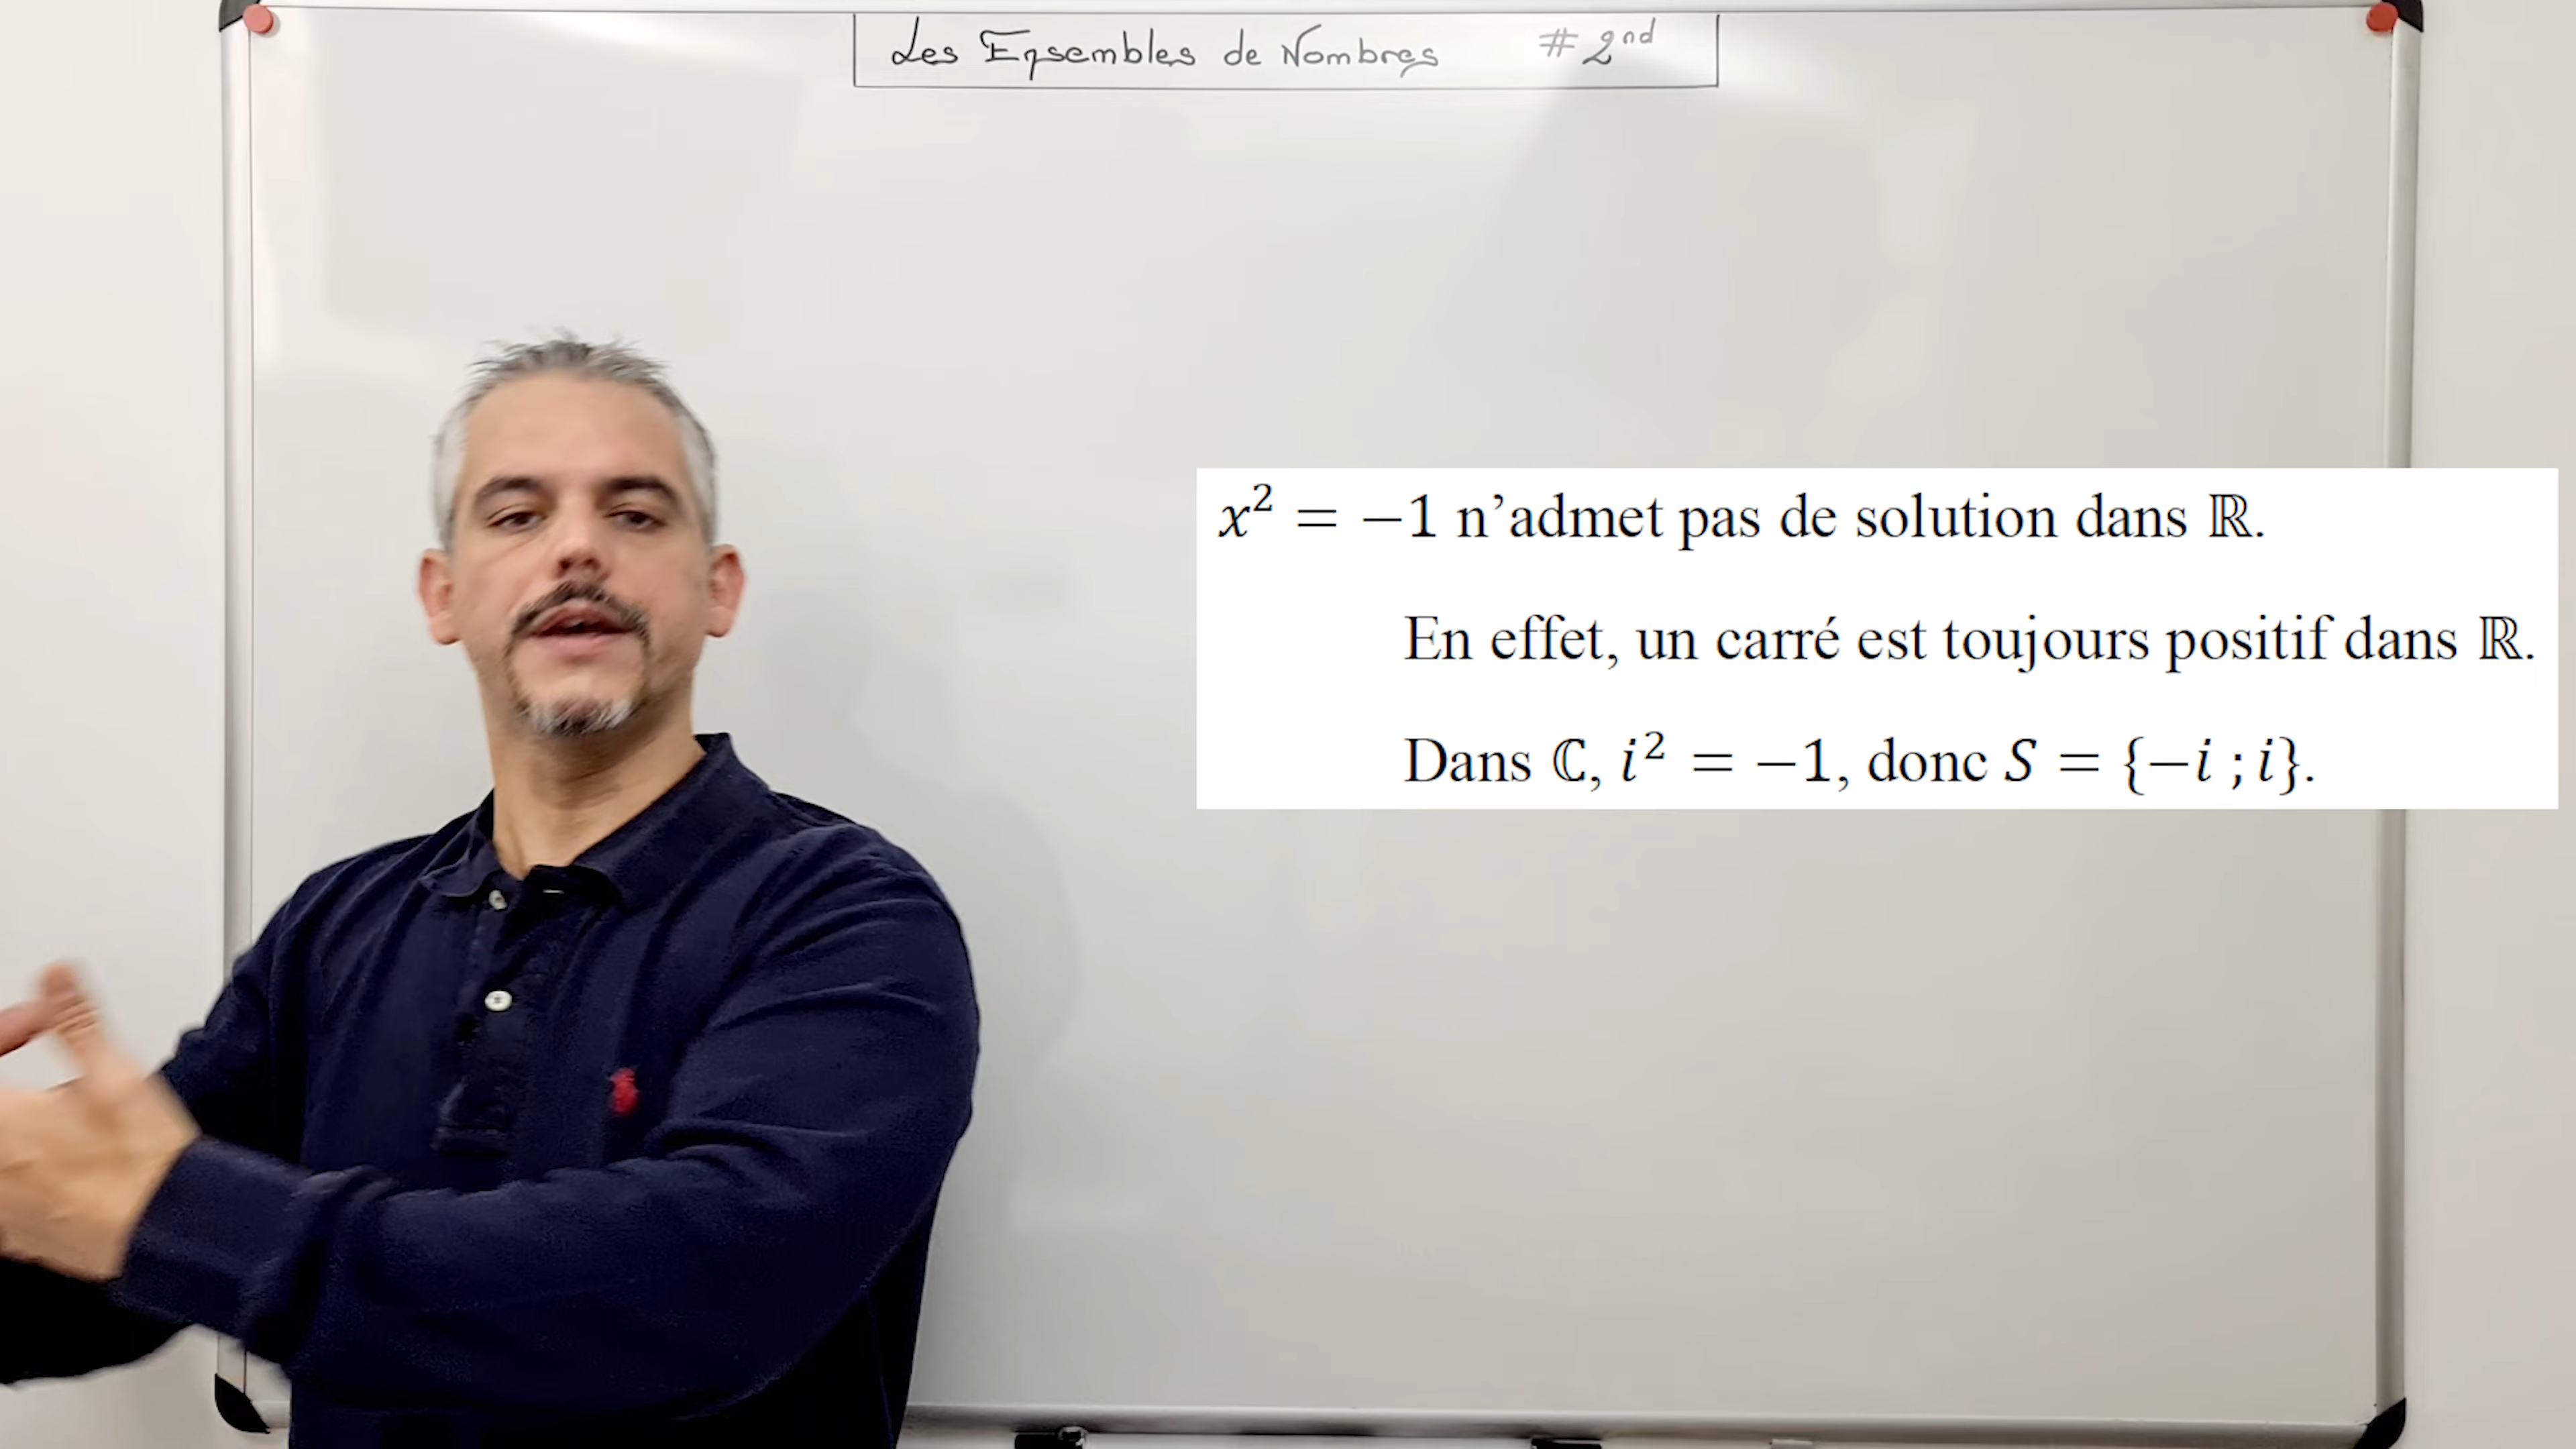 Les Ensembles de Nombres # 2nd
x² = −1 n’admet pas de solution dans ℝ.
En effet, un carré est toujours positif dans ℝ.
Dans ℂ, i² = −1, donc S = {−i ; i}.